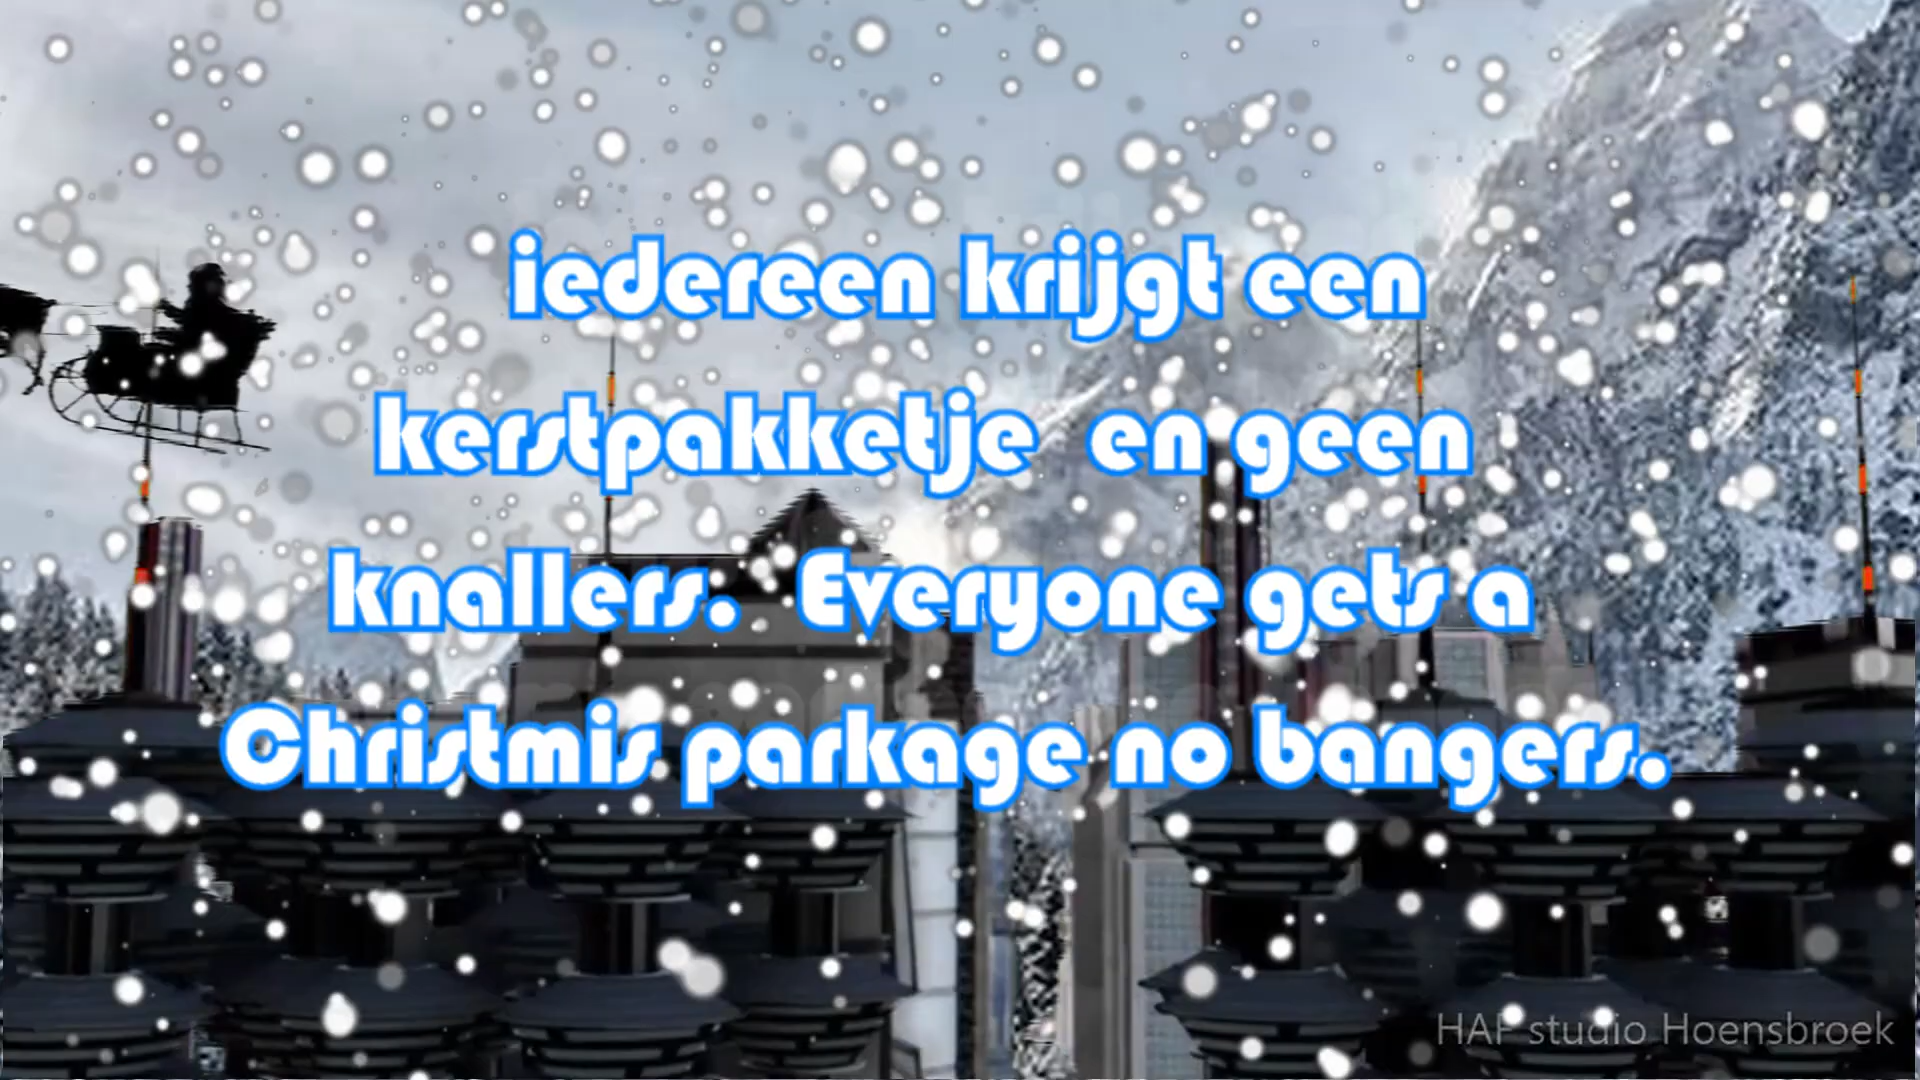 iedereen krijgt een
kerstpakketje en geen
knallers. Everyone gets a
Christmis parkage no bangers.
HAF studio Hoensbroek